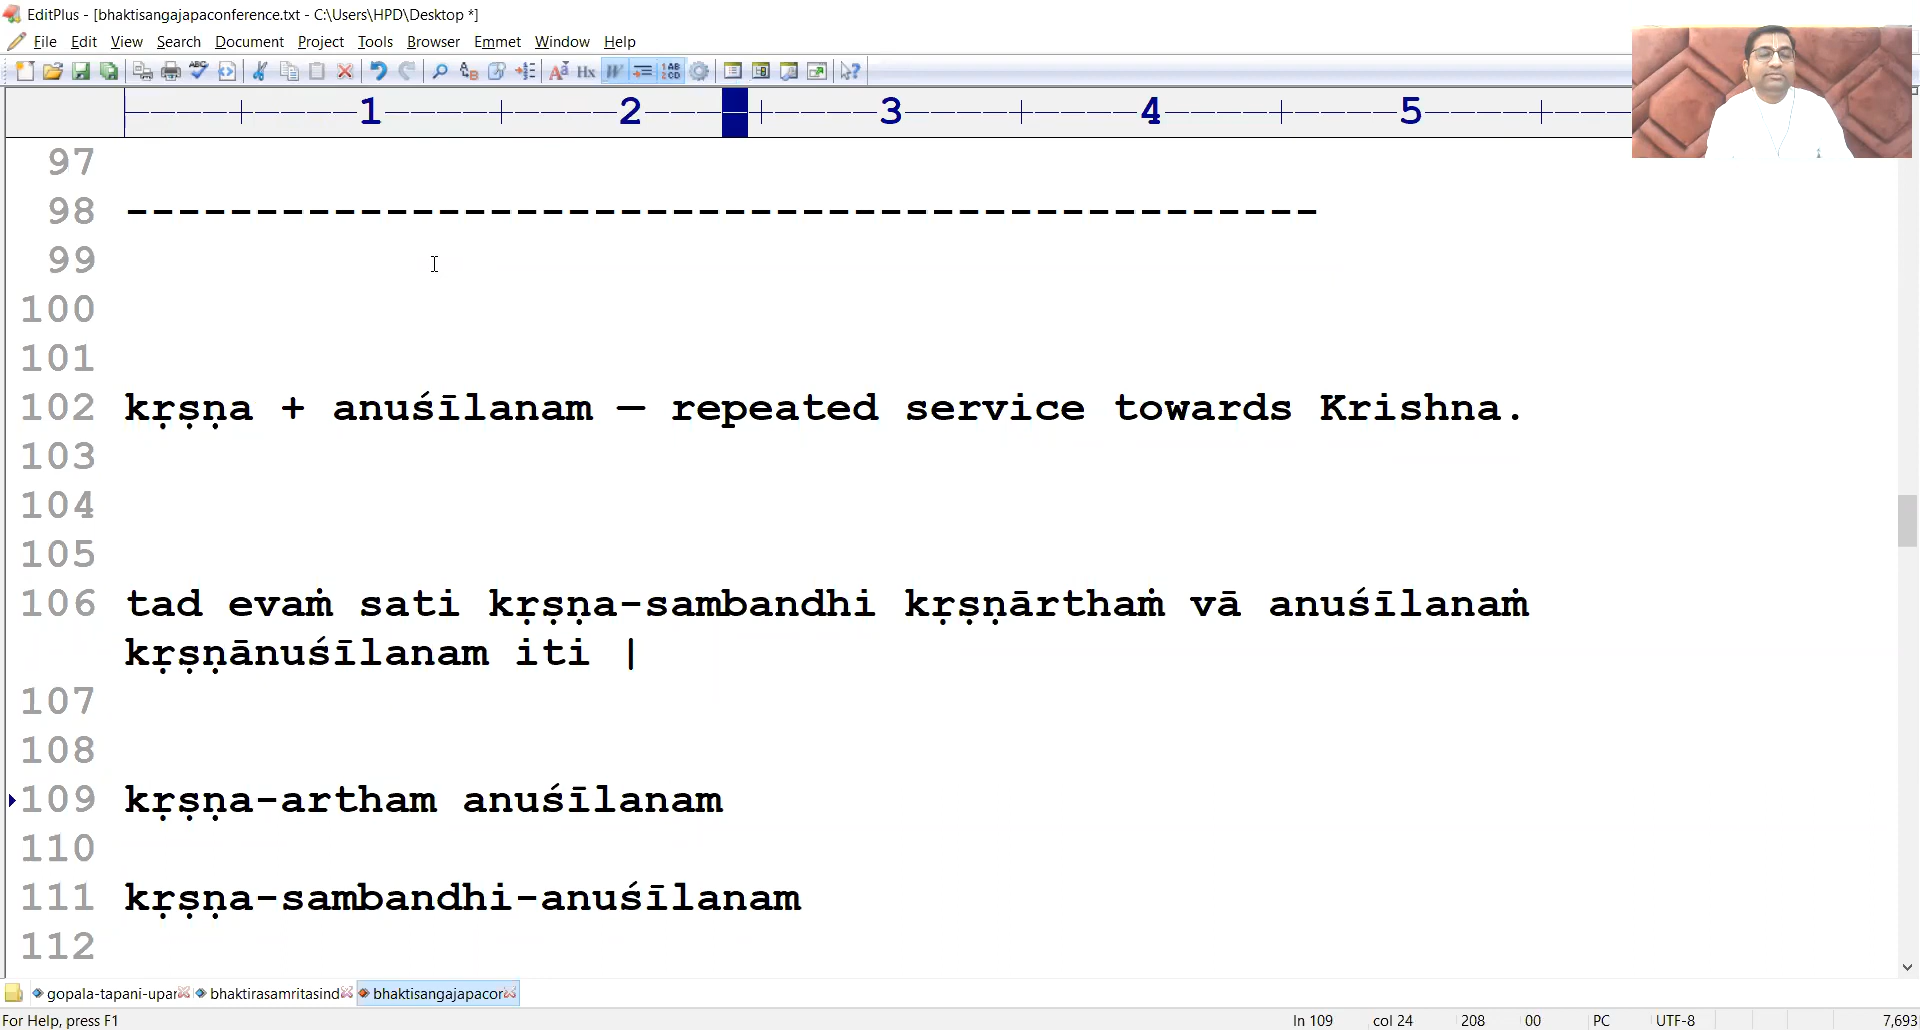 EditPlus - [bhaktisangajapaconference.txt - C:\Users\HPD\Desktop *]
File Edit View Search Document Project Tools Browser Emmet Window Help
1 2 3 4 5
97
98 ----------------------------------------------
99
100
101
102 kṛṣṇa + anuśīlanam — repeated service towards Krishna.
103
104
105
106 tad evaṁ sati kṛṣṇa-sambandhi kṛṣṇārthaṁ vā anuśīlanaṁ
kṛṣṇānuśīlanam iti |
107
108
109 kṛṣṇa-artham anuśīlanam
110
111 kṛṣṇa-sambandhi-anuśīlanam
112
gopala-tapani-upar bhaktirasamritasind bhaktisangajapacor
For Help, press F1 ln 109 col 24 208 00 PC UTF-8 7,693